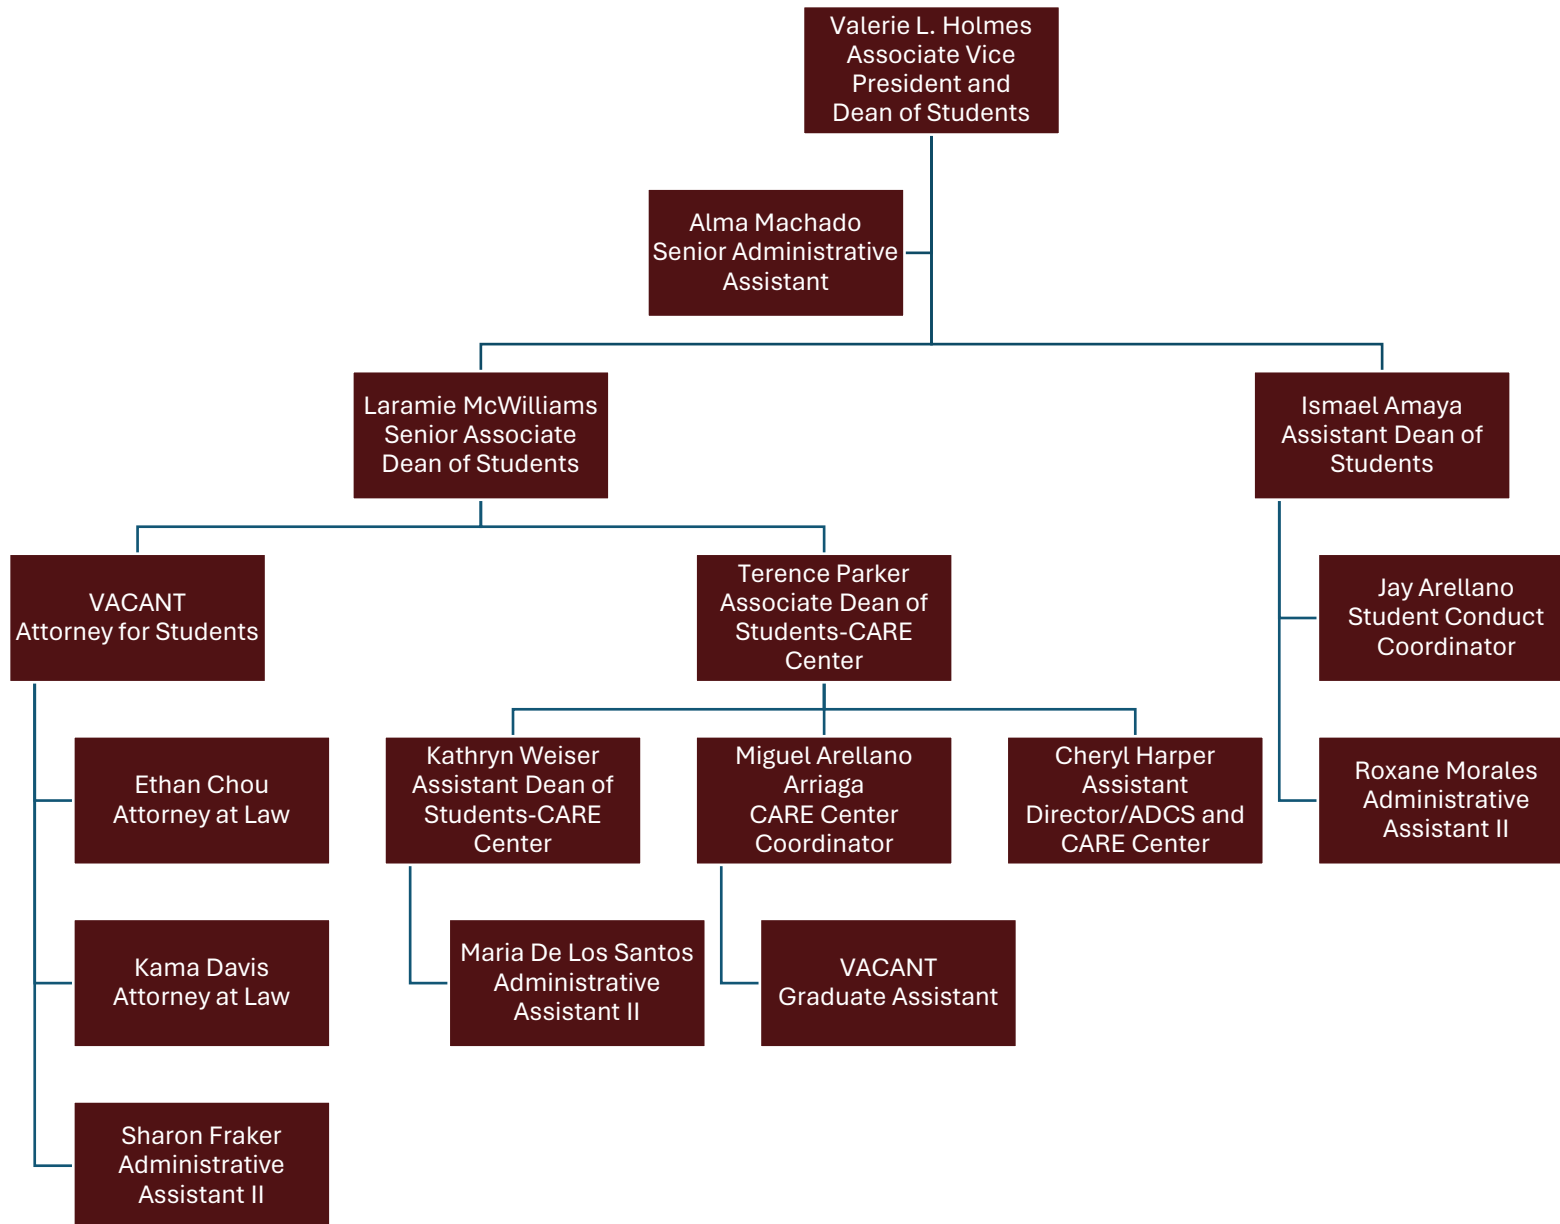 Valerie L. Holmes
Associate Vice
President and
Dean of Students
Alma Machado
Senior Administrative
Assistant
Laramie McWilliams
Senior Associate
Dean of Students
Ismael Amaya
Assistant Dean of
Students
VACANT
Attorney for Students
Terence Parker
Associate Dean of
Students-CARE
Center
Jay Arellano
Student Conduct
Coordinator
Ethan Chou
Attorney at Law
Kathryn Weiser
Assistant Dean of
Students-CARE
Center
Miguel Arellano
Arriaga
CARE Center
Coordinator
Cheryl Harper
Assistant
Director/ADCS and
CARE Center
Roxane Morales
Administrative
Assistant II
Kama Davis
Attorney at Law
Maria De Los Santos
Administrative
Assistant II
VACANT
Graduate Assistant
Sharon Fraker
Administrative
Assistant II